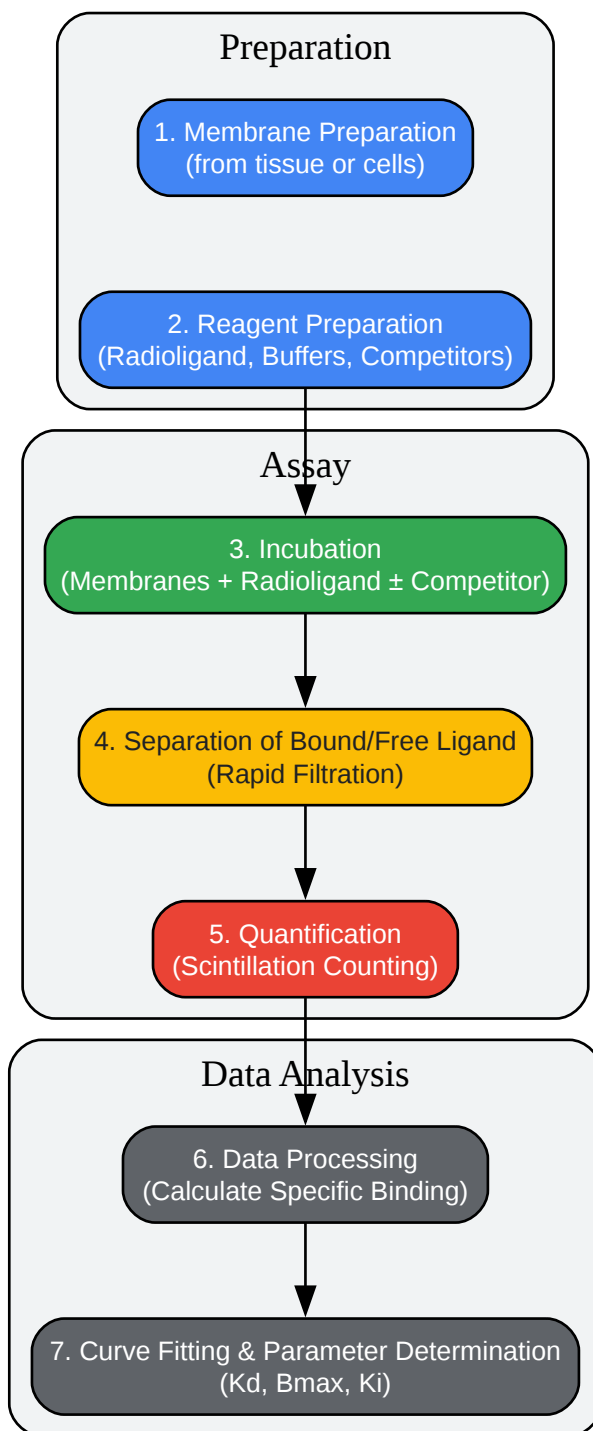 Preparation
1. Membrane Preparation
(from tissue or cells)
2. Reagent Preparation
(Radioligand, Buffers, Competitors)
Assay
3. Incubation
(Membranes + Radioligand ± Competitor)
4. Separation of Bound/Free Ligand
(Rapid Filtration)
5. Quantification
(Scintillation Counting)
Data Analysis
6. Data Processing
(Calculate Specific Binding)
7. Curve Fitting & Parameter Determination
(Kd, Bmax, Ki)